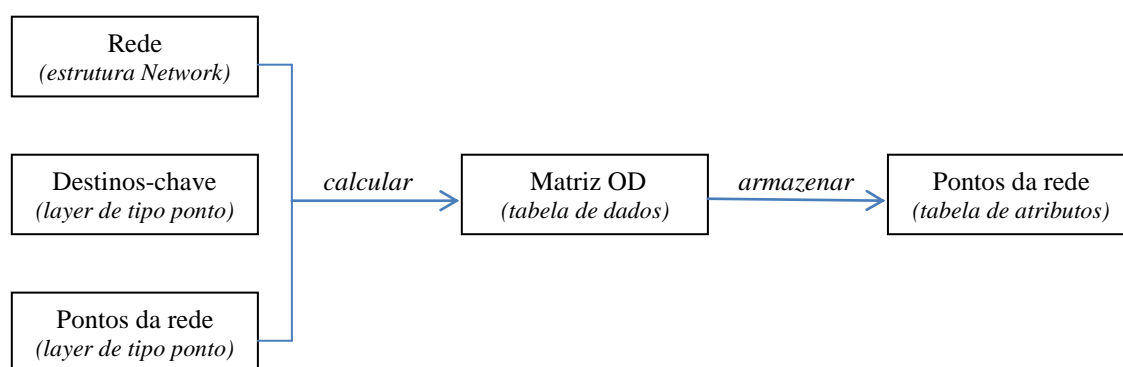 Rede
(estrutura Network)
Destinos-chave
(layer de tipo ponto)
Pontos da rede
(layer de tipo ponto)
calcular
Matriz OD
(tabela de dados)
armazenar
Pontos da rede
(tabela de atributos)